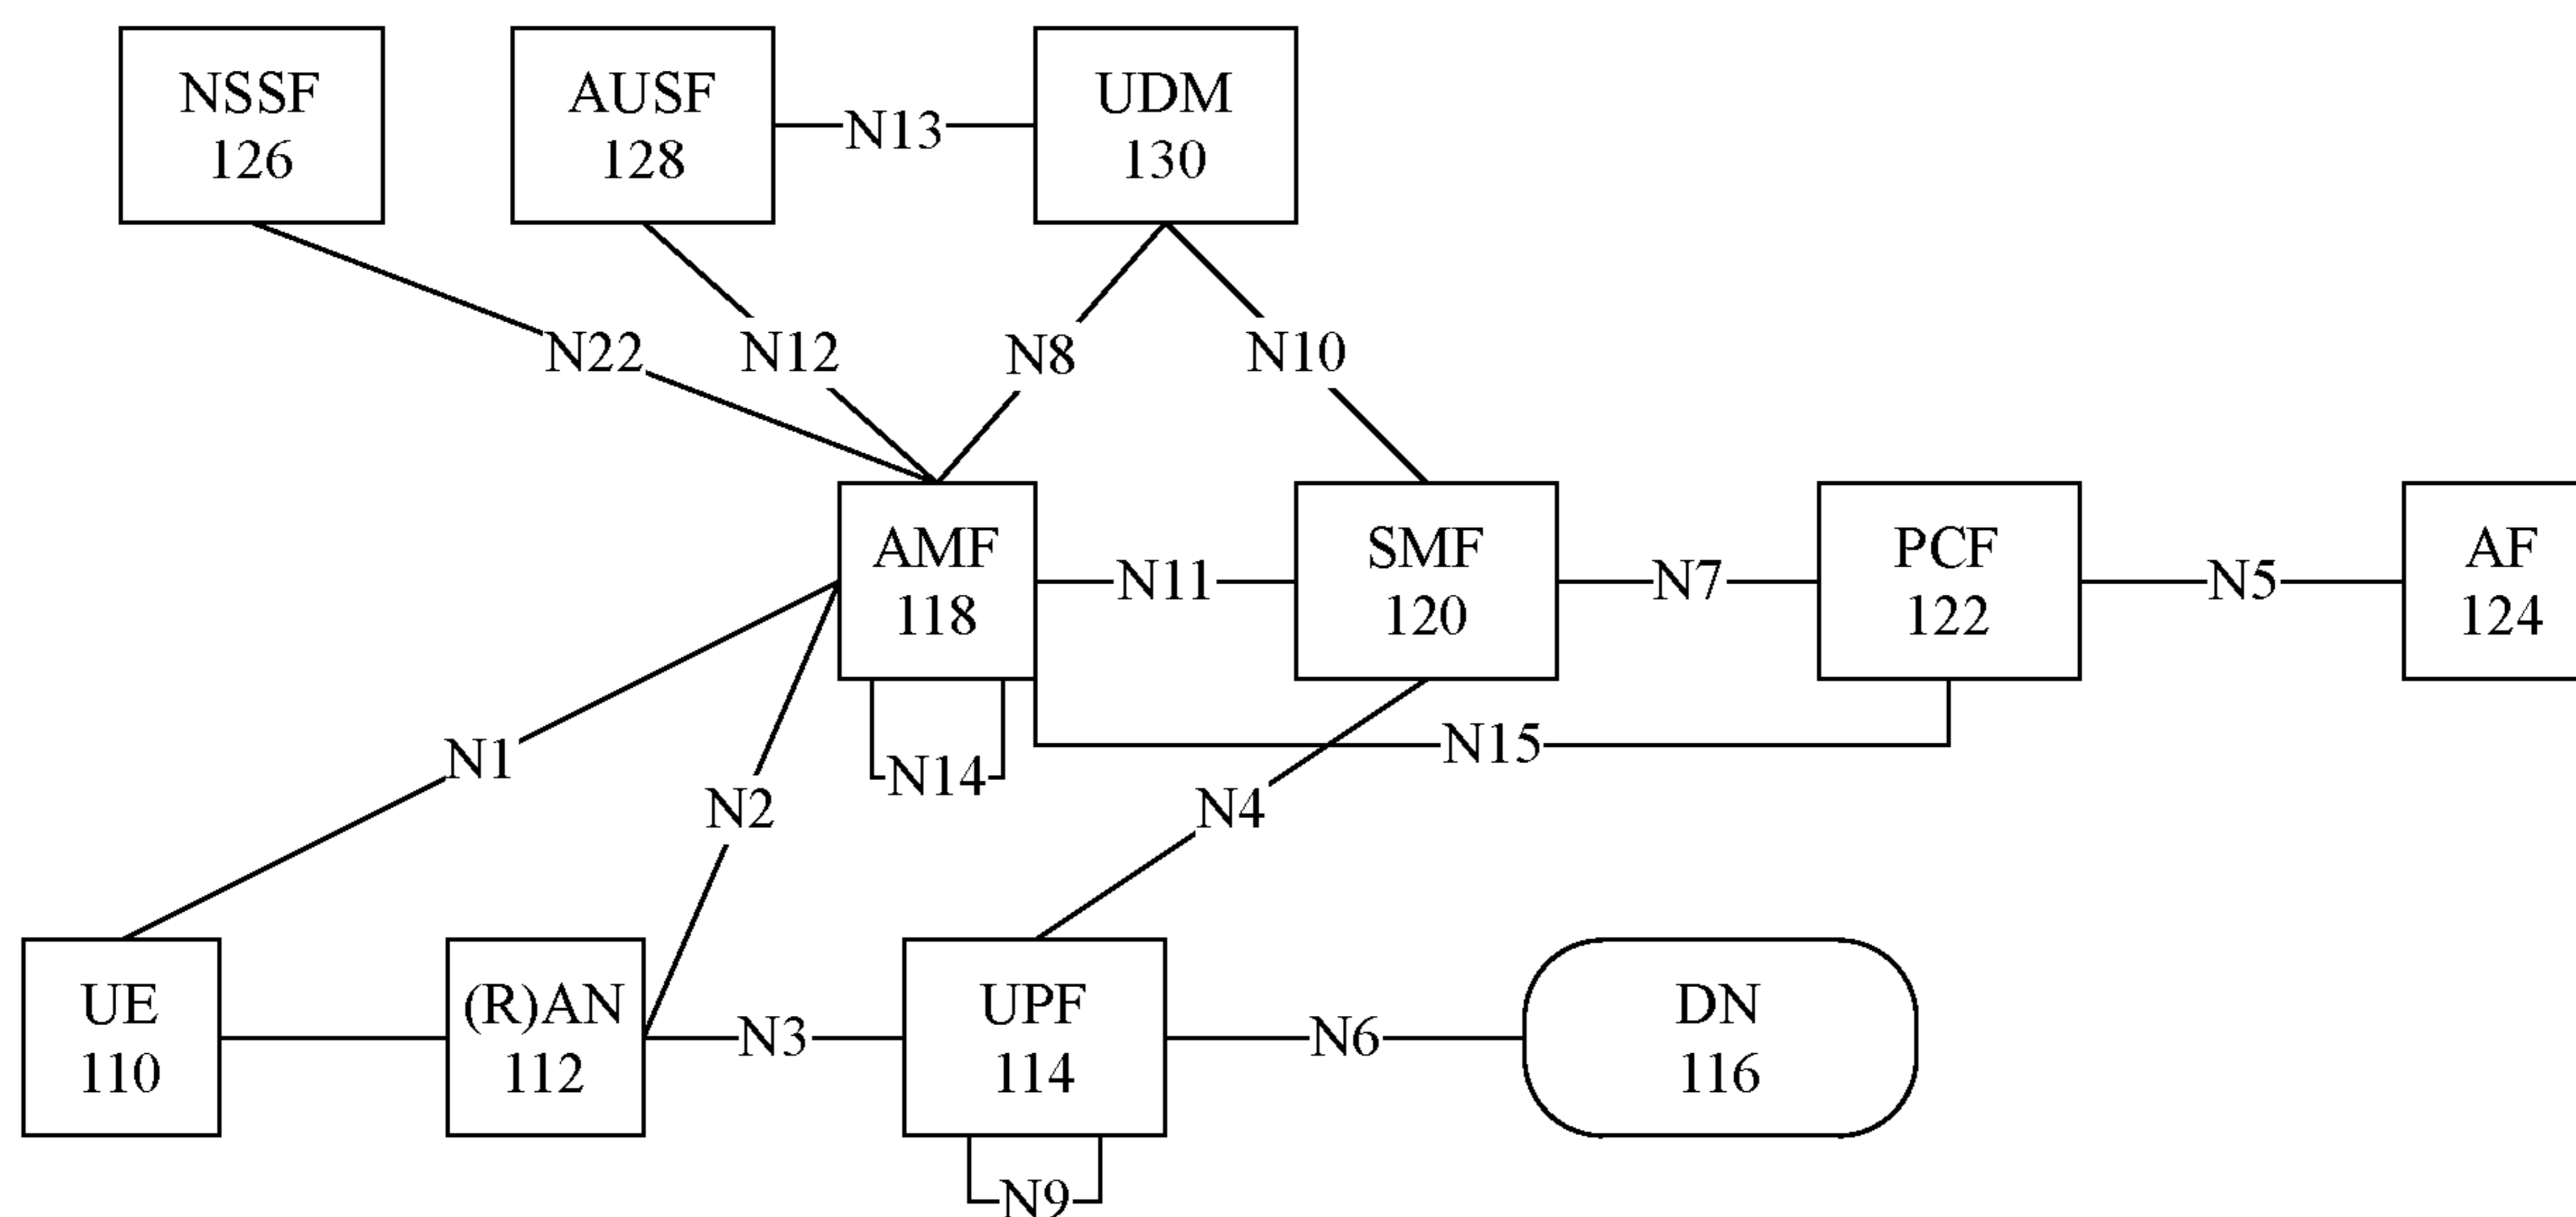 NSSF
126
AUSF
128
N13
UDM
130
N22
N12
N8
N10
AMF
118
N11
SMF
120
N7
PCF
122
N5
AF
124
N1
N14
N15
N2
N4
UE
110
(R)AN
112
N3
UPF
114
N6
DN
116
N9